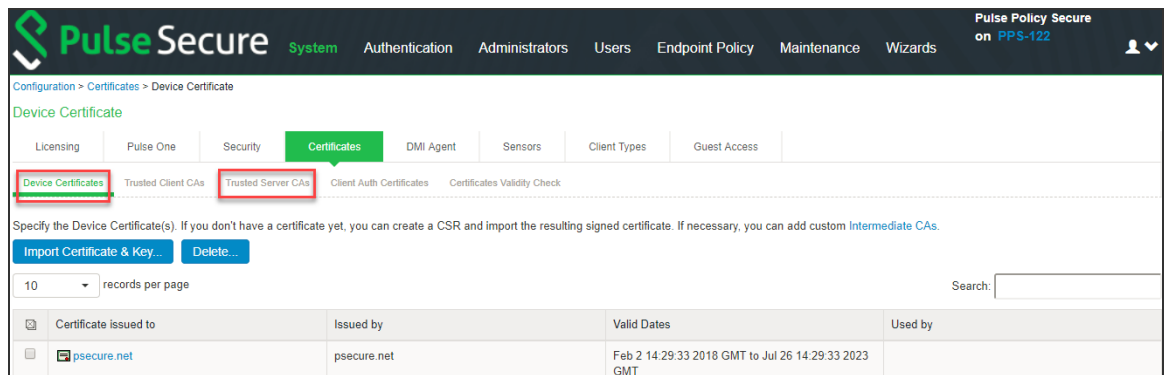 Pulse Secure
System Authentication Administrators Users Endpoint Policy Maintenance Wizards
Pulse Policy Secure
on PPS-122
Configuration > Certificates > Device Certificate
Device Certificate
Licensing Pulse One Security Certificates DMI Agent Sensors Client Types Guest Access
Device Certificates Trusted Client CAs Trusted Server CAs Client Auth Certificates Certificates Validity Check
Specify the Device Certificate(s). If you don't have a certificate yet, you can create a CSR and import the resulting signed certificate. If necessary, you can add custom Intermediate CAs.
Import Certificate & Key... Delete...
10 records per page Search:
Certificate issued to Issued by Valid Dates Used by
psecure.net psecure.net Feb 2 14:29:33 2018 GMT to Jul 26 14:29:33 2023
GMT